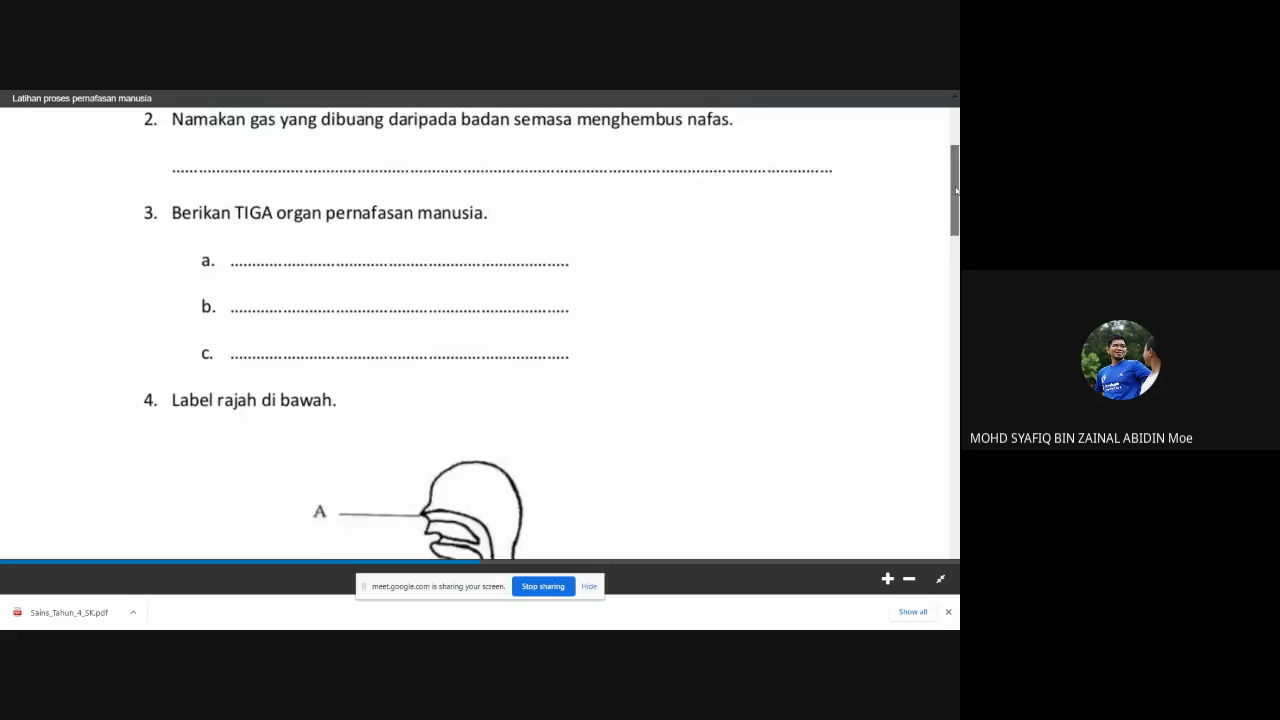 Latihan proses pernafasan manusia
2. Namakan gas yang dibuang daripada badan semasa menghembus nafas.
................................................................................
3. Berikan TIGA organ pernafasan manusia.
a. ................................................................................
b. ................................................................................
c. ................................................................................
4. Label rajah di bawah.
A
MOHD SYAFIQ BIN ZAINAL ABIDIN Moe
meet.google.com is sharing your screen. Stop sharing Hide
Sains_Tahun_4_SK.pdf
Show all